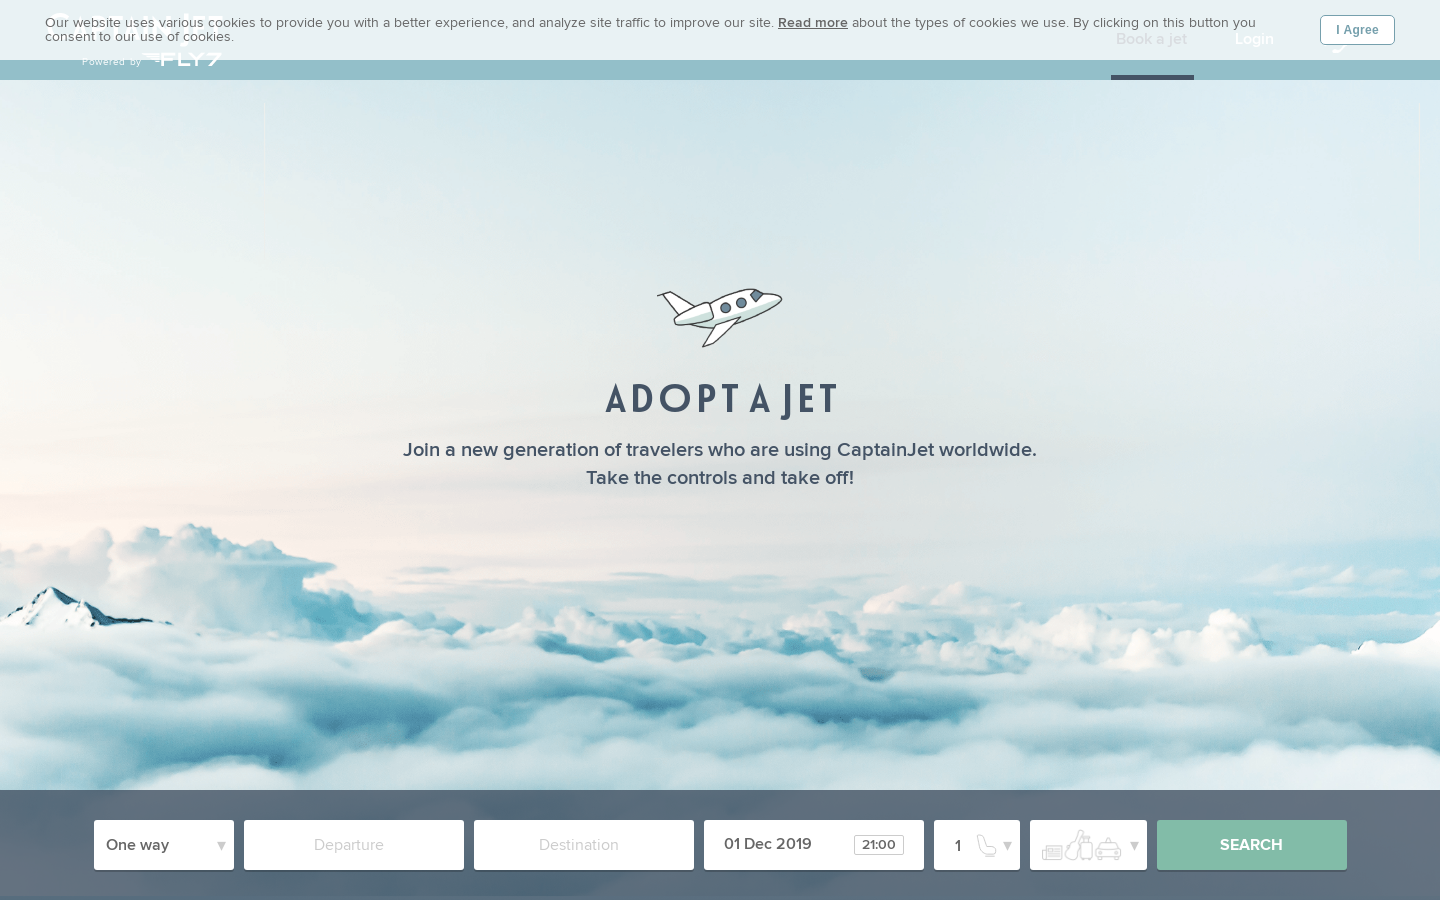 Our website uses various cookies to provide you with a better experience, and analyze site traffic to improve our site. Read more about the types of cookies we use. By clicking on this button you
consent to our use of cookies.
I Agree
Book a jet
Login
Powered by FLY7
ADOPT A JET
Join a new generation of travelers who are using CaptainJet worldwide.
Take the controls and take off!
One way
Departure
Destination
01 Dec 2019
21:00
1
SEARCH